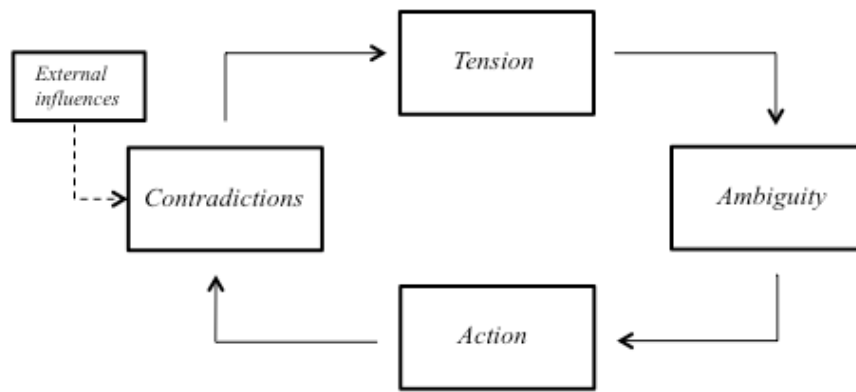 Tension
External
influences
Contradictions
Ambiguity
Action